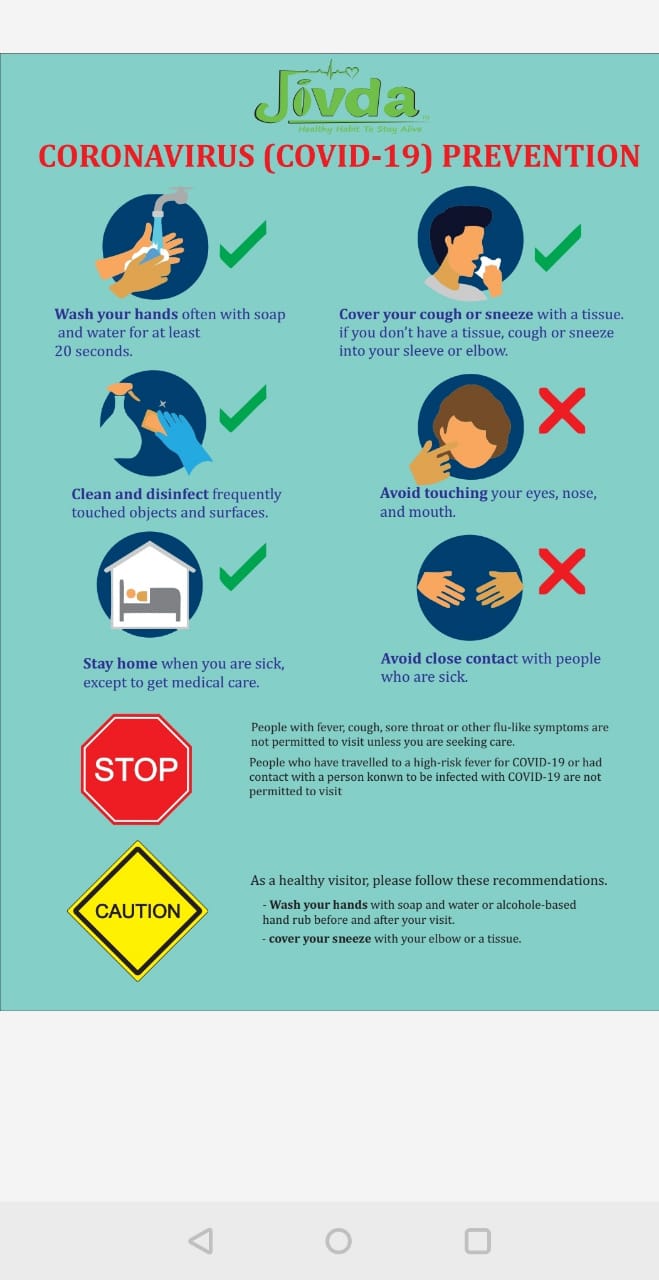 Jivda
Healthy Habit To Stay Alive
CORONAVIRUS (COVID-19) PREVENTION
Wash your hands often with soap
and water for at least
20 seconds.
Cover your cough or sneeze with a tissue.
if you don't have a tissue, cough or sneeze
into your sleeve or elbow.
Clean and disinfect frequently
touched objects and surfaces.
Avoid touching your eyes, nose,
and mouth.
Stay home when you are sick,
except to get medical care.
Avoid close contact with people
who are sick.
STOP
People with fever, cough, sore throat or other flu-like symptoms are
not permitted to visit unless you are seeking care.
People who have travelled to a high-risk fever for COVID-19 or had
contact with a person konwn to be infected with COVID-19 are not
permitted to visit
CAUTION
As a healthy visitor, please follow these recommendations.
- Wash your hands with soap and water or alcohole-based
hand rub before and after your visit.
- cover your sneeze with your elbow or a tissue.